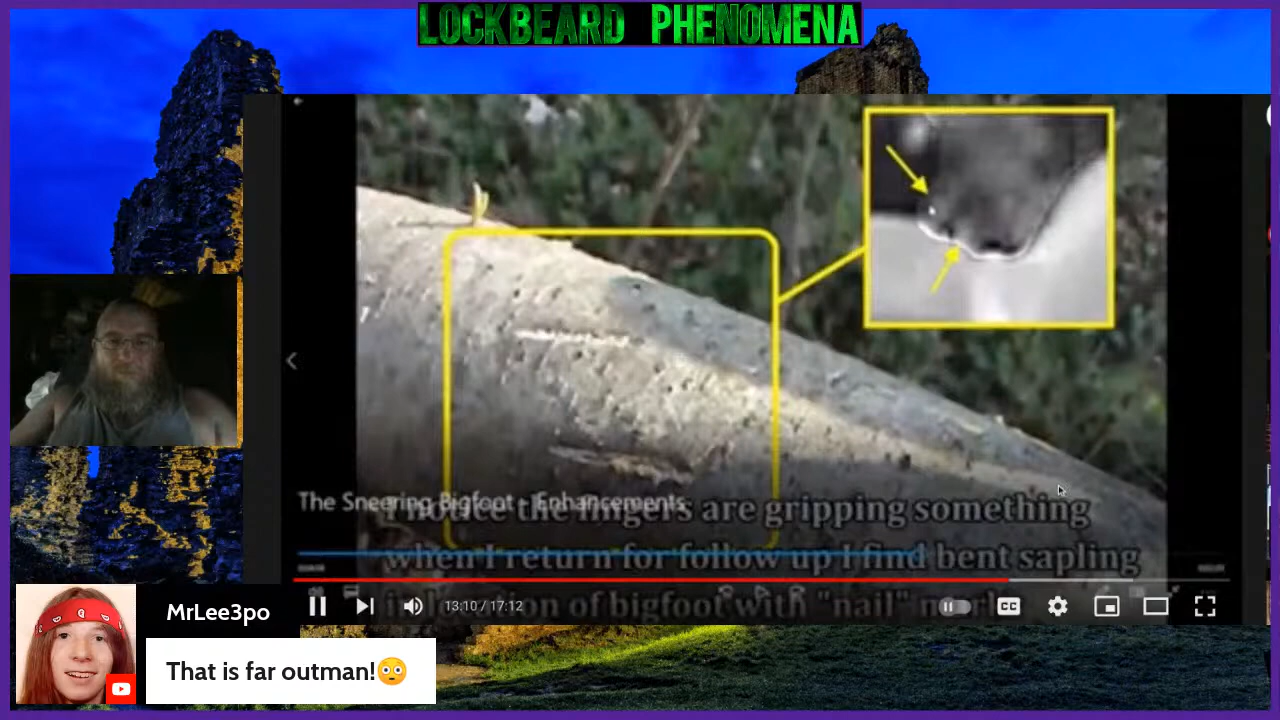 LOCKBEARD PHENOMENA
The Sneering Bigfoot - Enhancements
I notice the fingers are gripping something
when I return for follow up I find bent sapling
of bigfoot with "nail"
13:10 / 17:12
CC
MrLee3po
That is far outman!😳